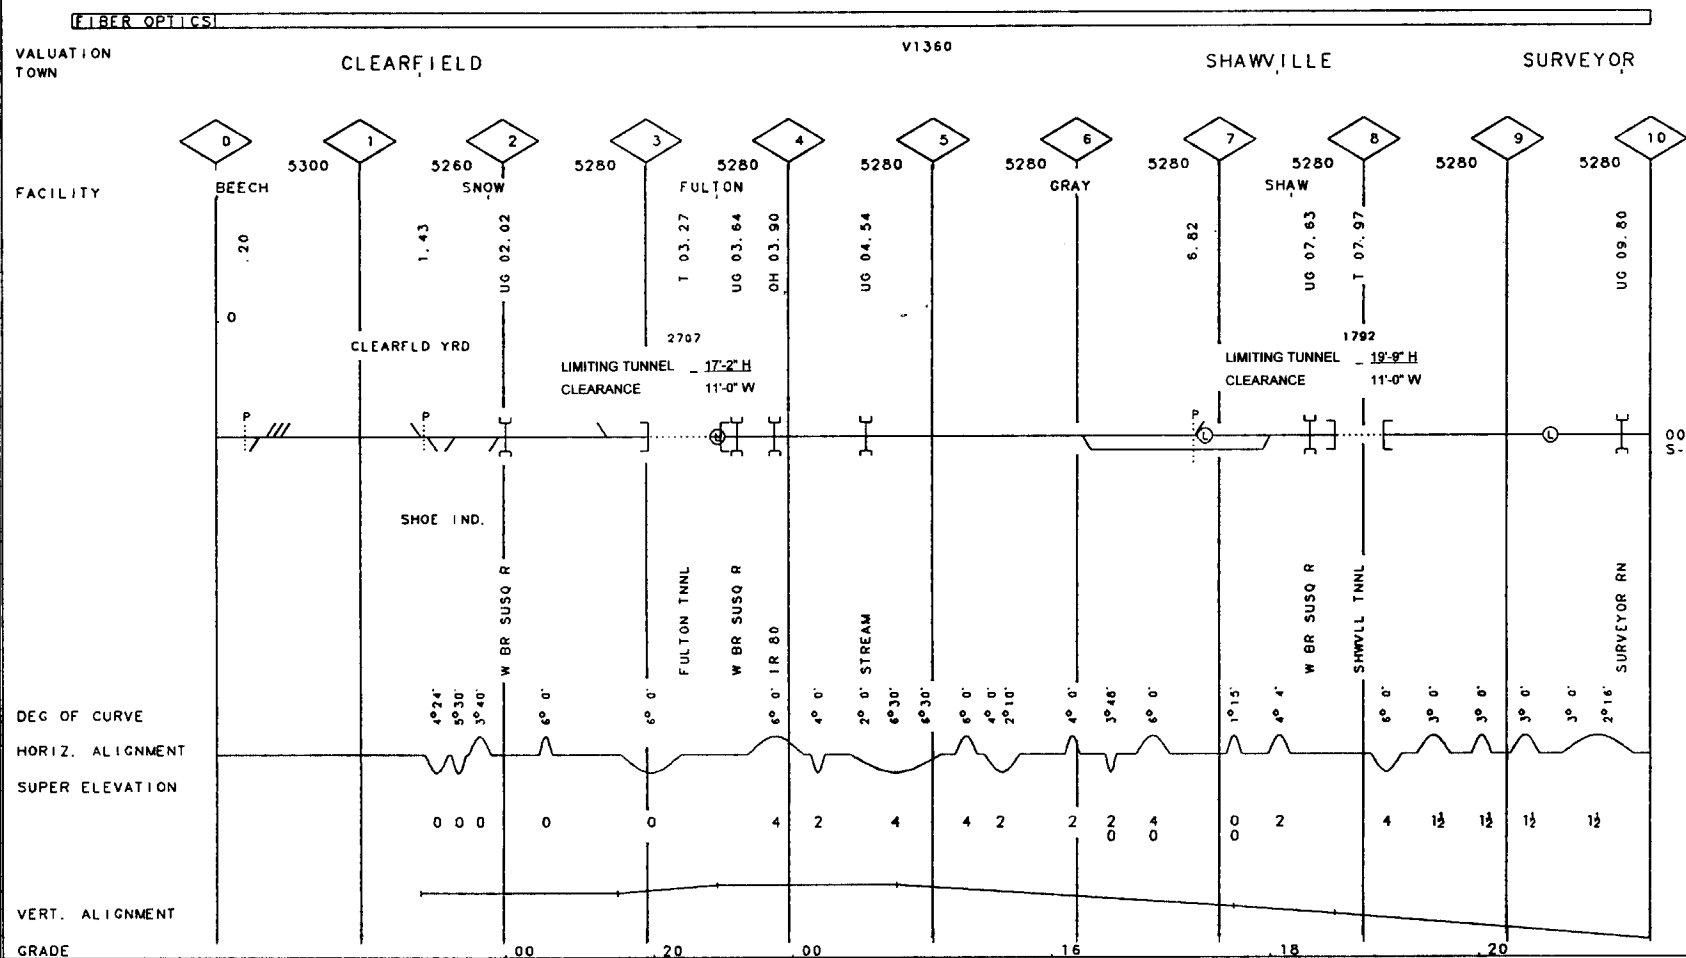 FIBER OPTICS
VALUATION V1360
TOWN CLEARFIELD SHAWVILLE SURVEYOR
0 1 2 3 4 5 6 7 8 9 10
5300 5260 5280 5280 5280 5280 5280 5280 5280 5280
FACILITY BEECH SNOW FULTON GRAY SHAW
.20 1.43 UG 02.02 T 03.27 UG 03.64 OH 03.90 UG 04.54 6.82 UG 07.63 T 07.97 UG 09.80
0
CLEARFLD YRD
2707 1792
LIMITING TUNNEL _ 17'-2" H LIMITING TUNNEL _ 19'-9" H
CLEARANCE 11'-0" W CLEARANCE 11'-0" W
P P P
L L L
00
S-
SHOE IND.
W BR SUSQ R FULTON TNNL W BR SUSQ R IR 80 STREAM W BR SUSQ R SHWVLL TNNL SURVEYOR RN
DEG OF CURVE 4°24' 5°30' 3°40' 6° 0' 6° 0' 6° 0' 4° 0' 2° 0' 6°30' 6°30' 6° 0' 4° 0' 2°10' 4° 0' 3°48' 6° 0' 1°15' 4° 4' 6° 0' 3° 0' 3° 0' 3° 0' 3° 0' 2°16'
HORIZ. ALIGNMENT
SUPER ELEVATION
0 0 0 0 0 4 2 4 4 2 2 2 4 0 2 4 1½ 1½ 1½ 1½
0 0 0
VERT. ALIGNMENT
GRADE .00 .20 .00 .16 .18 .20